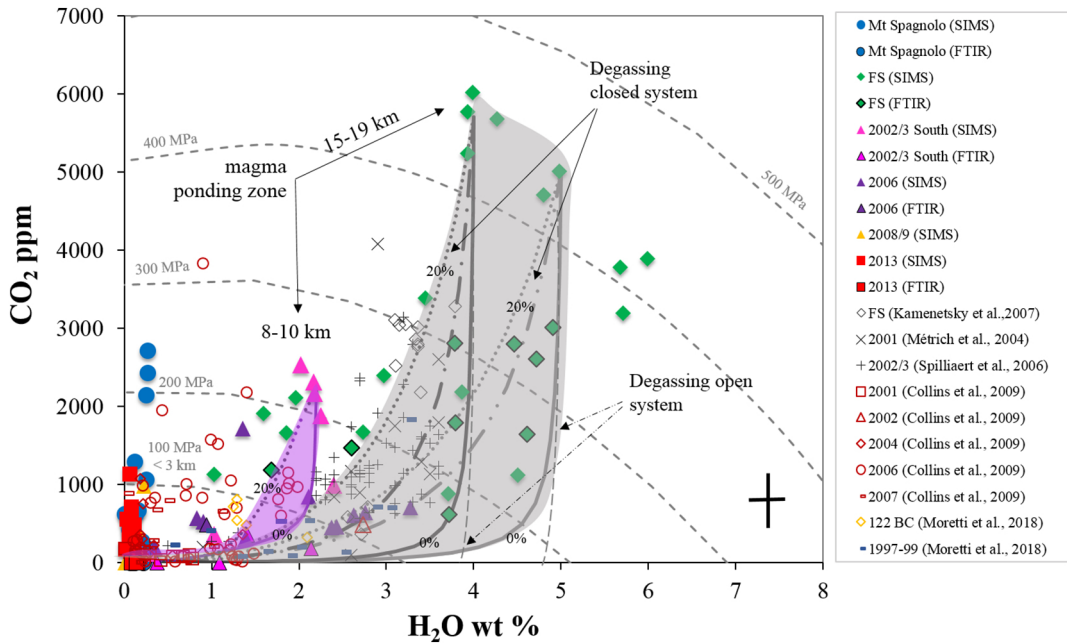 7000
6000
5000
4000
3000
2000
1000
0
CO2 ppm
0 1 2 3 4 5 6 7 8
H2O wt %
400 MPa
300 MPa
200 MPa
100 MPa
< 3 km
500 MPa
15-19 km
magma
ponding zone
8-10 km
Degassing
closed system
Degassing open
system
20%
20%
20%
0%
0%
0%
Mt Spagnolo (SIMS)
Mt Spagnolo (FTIR)
FS (SIMS)
FS (FTIR)
2002/3 South (SIMS)
2002/3 South (FTIR)
2006 (SIMS)
2006 (FTIR)
2008/9 (SIMS)
2013 (SIMS)
2013 (FTIR)
FS (Kamenetsky et al.,2007)
2001 (Métrich et al., 2004)
2002/3 (Spilliaert et al., 2006)
2001 (Collins et al., 2009)
2002 (Collins et al., 2009)
2004 (Collins et al., 2009)
2006 (Collins et al., 2009)
2007 (Collins et al., 2009)
122 BC (Moretti et al., 2018)
1997-99 (Moretti et al., 2018)